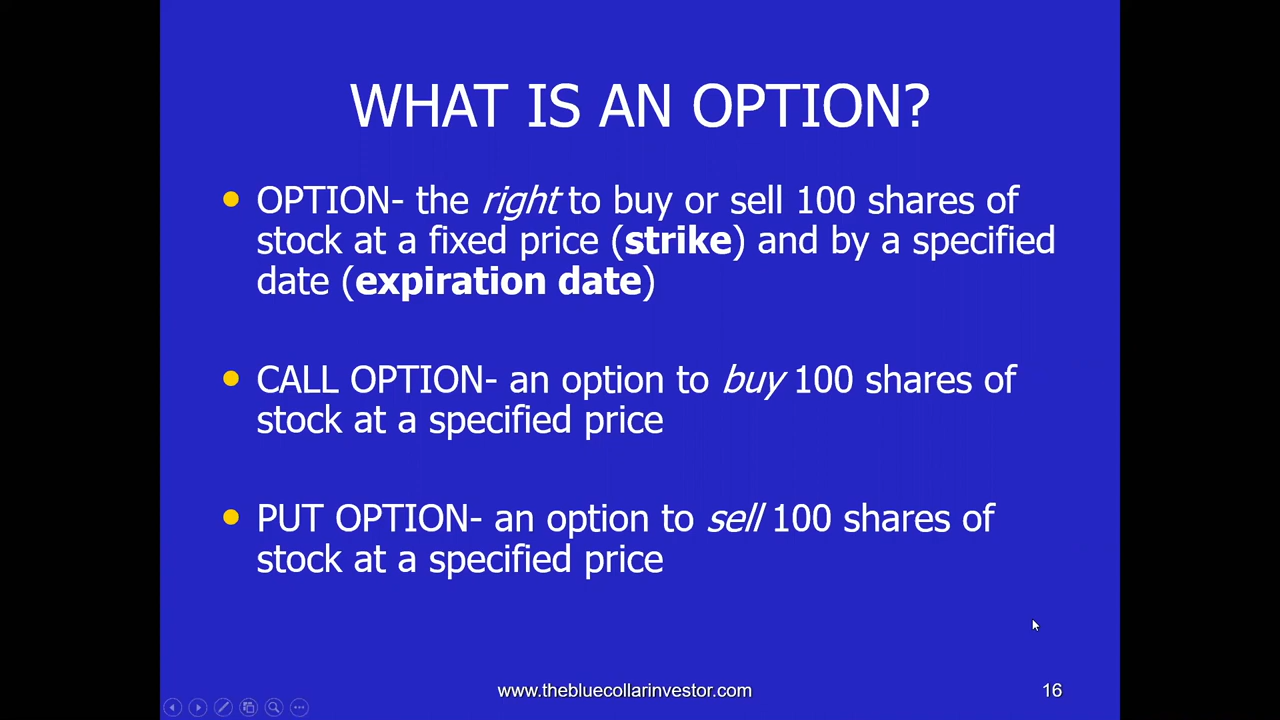 WHAT IS AN OPTION?
OPTION- the right to buy or sell 100 shares of
stock at a fixed price (strike) and by a specified
date (expiration date)
CALL OPTION- an option to buy 100 shares of
stock at a specified price
PUT OPTION- an option to sell 100 shares of
stock at a specified price
www.thebluecollarinvestor.com
16